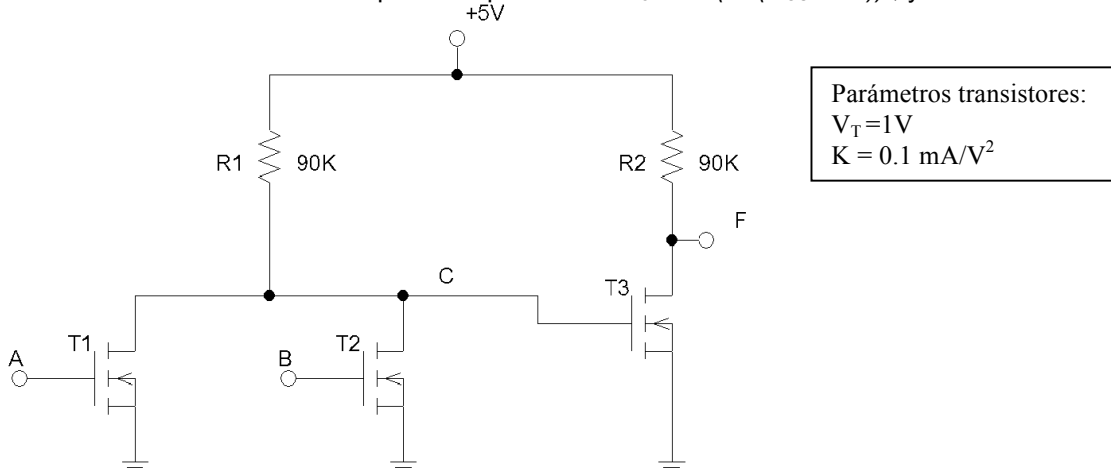 +5V
Parámetros transistores:
V_T =1V
K = 0.1 mA/V²
R1 90K
R2 90K
F
C
T3
A
T1
B
T2